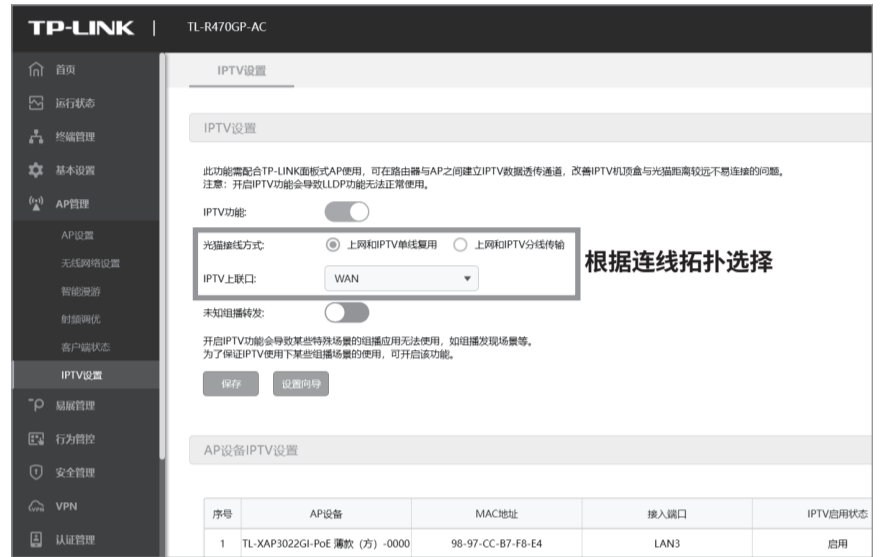 TP-LINK | TL-R470GP-AC
首页
运行状态
终端管理
基本设置
AP管理
AP设置
无线网络设置
智能漫游
射频调优
客户端状态
IPTV设置
易展管理
行为管控
安全管理
VPN
认证管理
IPTV设置
IPTV设置
此功能需配合TP-LINK面板式AP使用，可在路由器与AP之间建立IPTV数据透传通道，改善IPTV机顶盒与光猫距离较远不易连接的问题。
注意：开启IPTV功能会导致LLDP功能无法正常使用。
IPTV功能:
光猫接线方式: 上网和IPTV单线复用 上网和IPTV分线传输
IPTV上联口: WAN
根据连线拓扑选择
未知组播转发:
开启IPTV功能会导致某些特殊场景的组播应用无法使用，如组播发现场景等。
为了保证IPTV使用下某些组播场景的使用，可开启该功能。
保存 设置向导
AP设备IPTV设置
序号 AP设备 MAC地址 接入端口 IPTV启用状态
1 TL-XAP3022GI-PoE 薄款（方）-0000 98-97-CC-B7-F8-E4 LAN3 启用